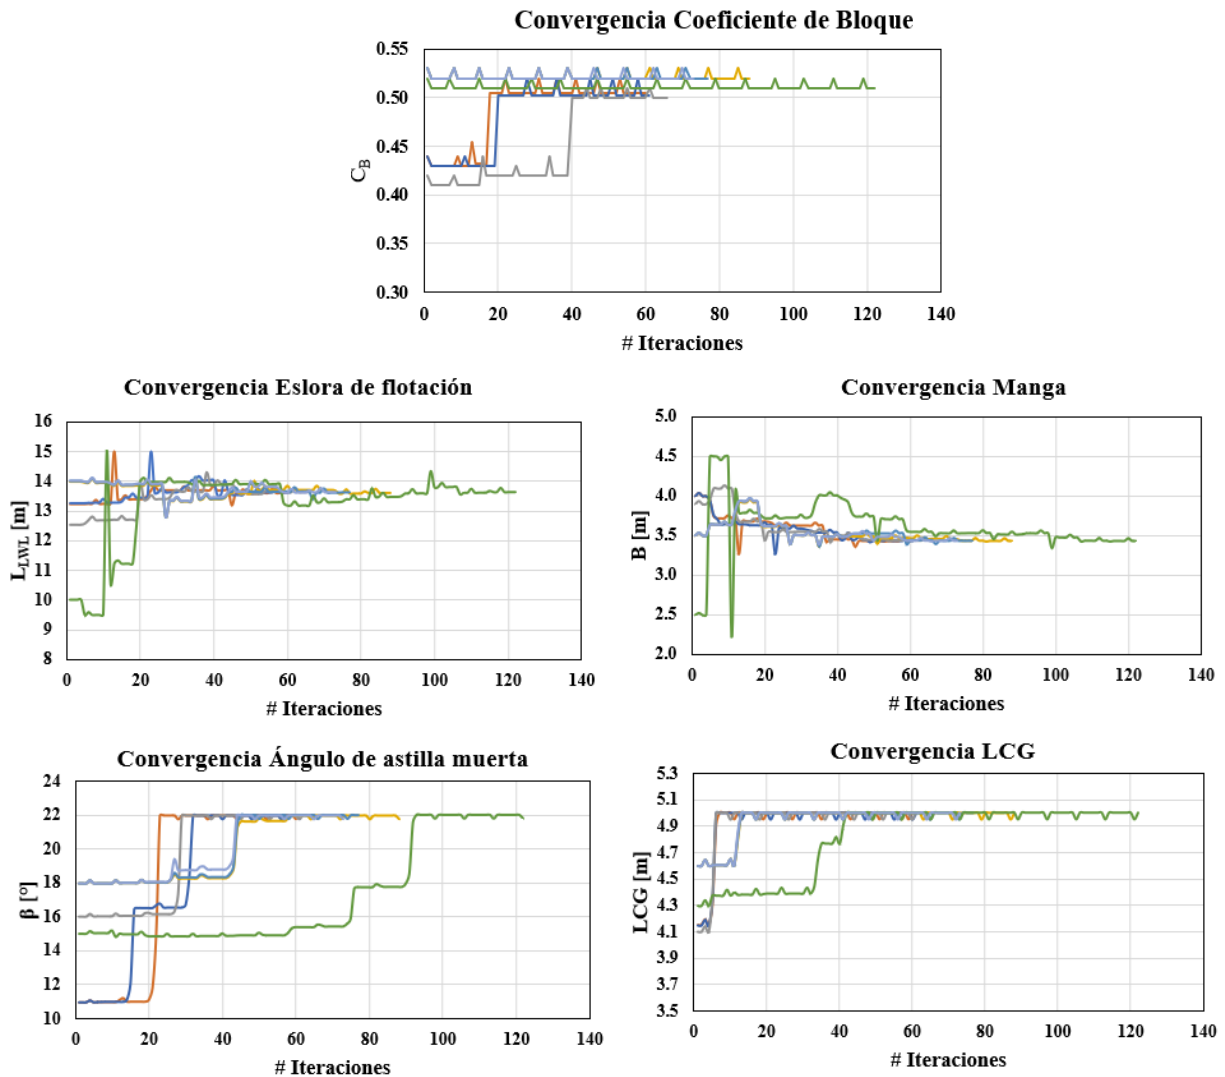 Convergencia Coeficiente de Bloque
0.55
0.50
0.45
0.40
0.35
0.30
C_B
0 20 40 60 80 100 120 140
# Iteraciones
Convergencia Eslora de flotación
16
15
14
13
12
11
10
9
8
L_LWL [m]
0 20 40 60 80 100 120 140
# Iteraciones
Convergencia Manga
5.0
4.5
4.0
3.5
3.0
2.5
2.0
B [m]
0 20 40 60 80 100 120 140
# Iteraciones
Convergencia Ángulo de astilla muerta
24
22
20
18
16
14
12
10
β [º]
0 20 40 60 80 100 120 140
# Iteraciones
Convergencia LCG
5.3
5.1
4.9
4.7
4.5
4.3
4.1
3.9
3.7
3.5
LCG [m]
0 20 40 60 80 100 120 140
# Iteraciones